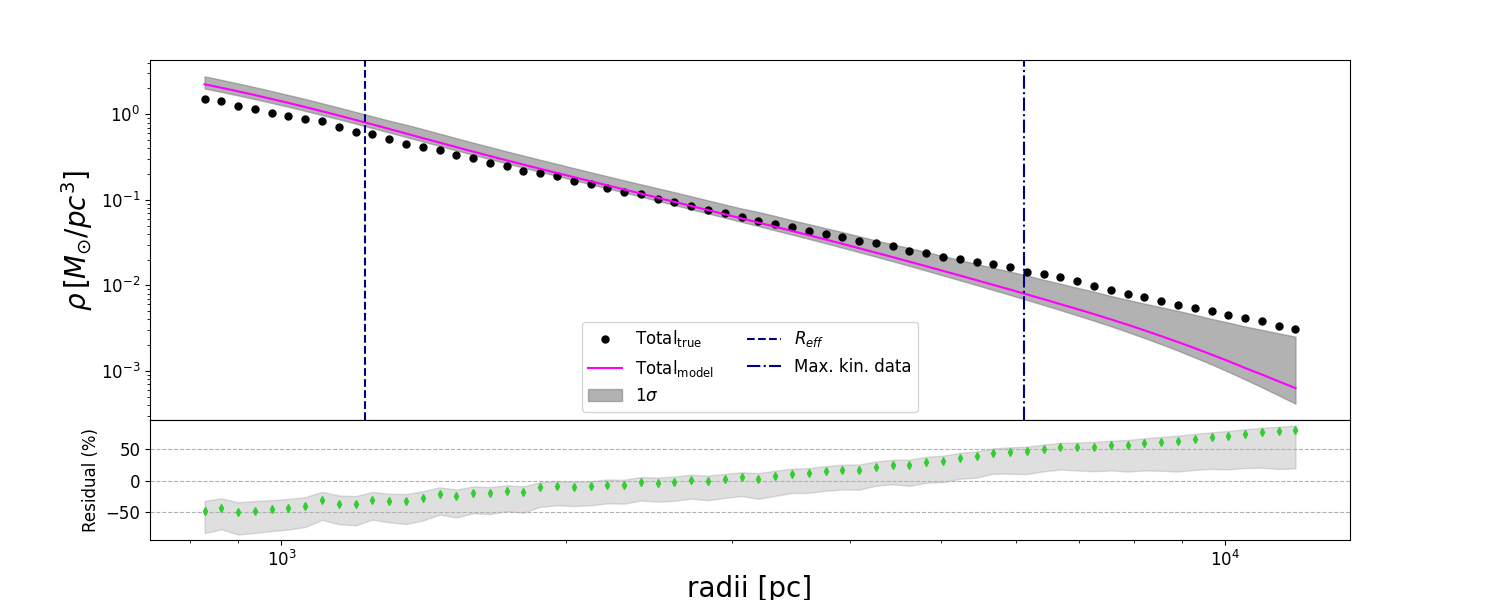 ρ [M⊙/pc³]
10⁰
10⁻¹
10⁻²
10⁻³
Total_true
Total_model
1σ
R_eff
Max. kin. data
Residual (%)
50
0
−50
10³
10⁴
radii [pc]